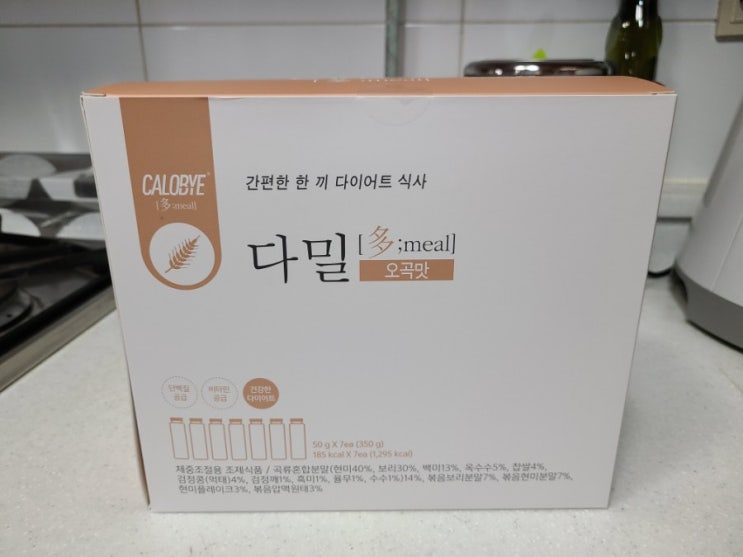 CALOBYE
[多;meal]
간편한 한 끼 다이어트 식사
다밀 [多;meal]
오곡맛
단백질 공급
비타민 공급
건강한 다이어트
50 g X 7ea (350 g)
185 kcal X 7ea (1,295 kcal)
체중조절용 조제식품 / 곡류혼합분말(현미40%, 보리30%, 백미13%, 옥수수5%, 찹쌀4%,
검정콩(약태)4%, 검정깨1%, 흑미1%, 율무1%, 수수1%)14%, 볶음보리분말7%, 볶음현미분말7%,
현미플레이크3%, 볶음압맥원태3%